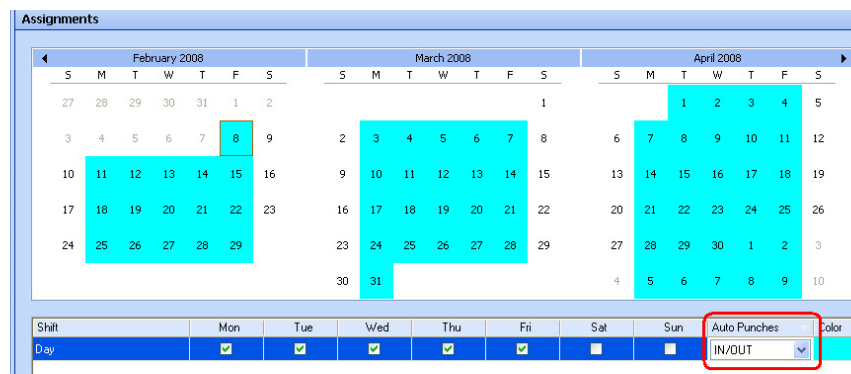 Assignments
February 2008 March 2008 April 2008
S M T W T F S S M T W T F S S M T W T F S
27 28 29 30 31 1 2 1 1 2 3 4 5
3 4 5 6 7 8 9 2 3 4 5 6 7 8 6 7 8 9 10 11 12
10 11 12 13 14 15 16 9 10 11 12 13 14 15 13 14 15 16 17 18 19
17 18 19 20 21 22 23 16 17 18 19 20 21 22 20 21 22 23 24 25 26
24 25 26 27 28 29 23 24 25 26 27 28 29 27 28 29 30 1 2 3
30 31 4 5 6 7 8 9 10
Shift Mon Tue Wed Thu Fri Sat Sun Auto Punches Color
Day IN/OUT